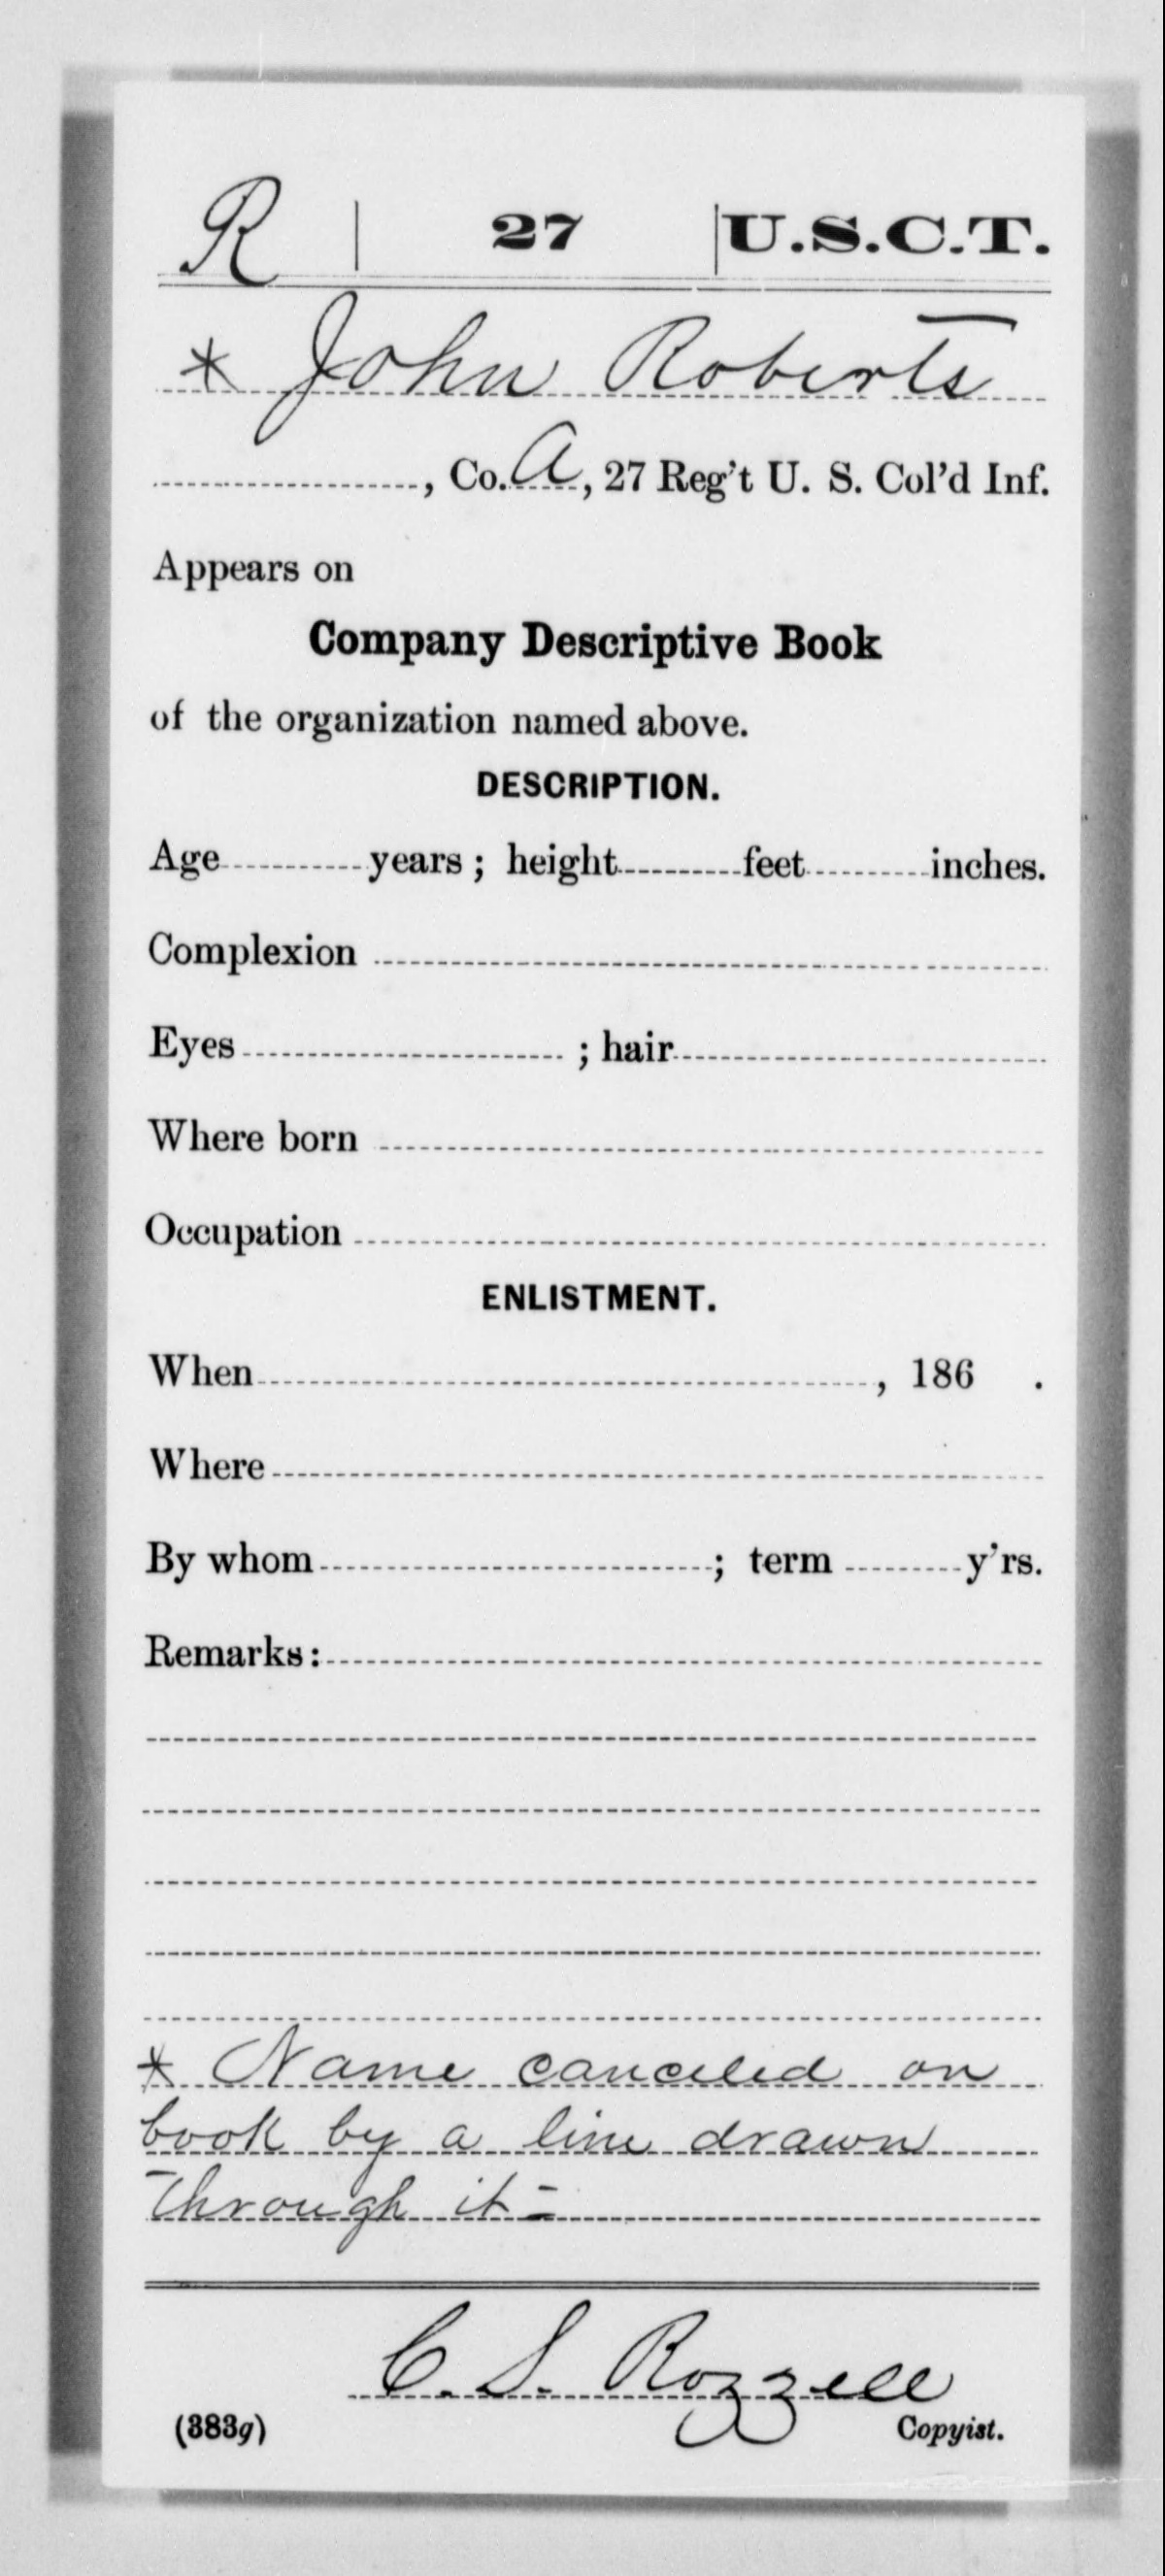 R | 27 | U.S.C.T.
* John Roberts
, Co. A, 27 Reg't U. S. Col'd Inf.
Appears on
Company Descriptive Book
of the organization named above.
DESCRIPTION.
Age years; height feet inches.
Complexion
Eyes ; hair
Where born
Occupation
ENLISTMENT.
When , 186 .
Where
By whom ; term y'rs.
Remarks:
* Name canceled on
book by a line drawn
through it-
C. S. Rozzell
(383g) Copyist.